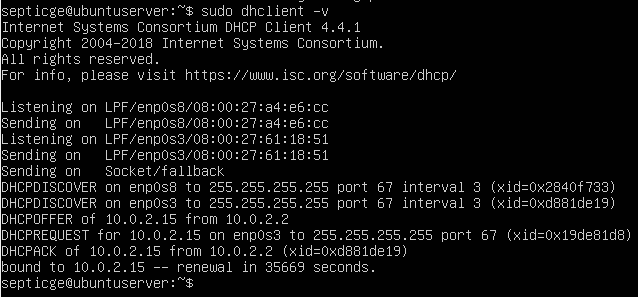 septicge@ubuntuserver:~$ sudo dhclient -v
Internet Systems Consortium DHCP Client 4.4.1
Copyright 2004-2018 Internet Systems Consortium.
All rights reserved.
For info, please visit https://www.isc.org/software/dhcp/
Listening on LPF/enp0s8/08:00:27:a4:e6:cc
Sending on   LPF/enp0s8/08:00:27:a4:e6:cc
Listening on LPF/enp0s3/08:00:27:61:18:51
Sending on   LPF/enp0s3/08:00:27:61:18:51
Sending on   Socket/fallback
DHCPDISCOVER on enp0s8 to 255.255.255.255 port 67 interval 3 (xid=0x2840f733)
DHCPDISCOVER on enp0s3 to 255.255.255.255 port 67 interval 3 (xid=0xd881de19)
DHCPOFFER of 10.0.2.15 from 10.0.2.2
DHCPREQUEST for 10.0.2.15 on enp0s3 to 255.255.255.255 port 67 (xid=0x19de81d8)
DHCPACK of 10.0.2.15 from 10.0.2.2 (xid=0xd881de19)
bound to 10.0.2.15 -- renewal in 35669 seconds.
septicge@ubuntuserver:~$